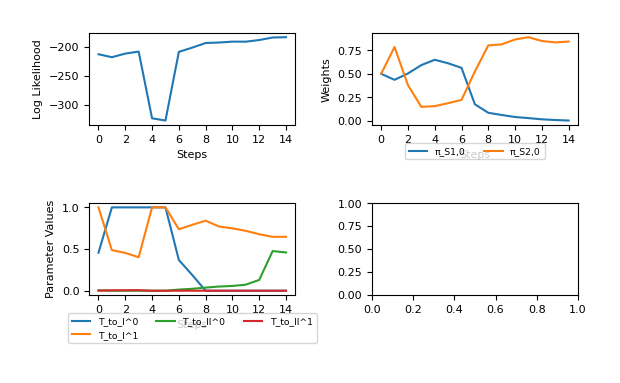 Log Likelihood
−200
−250
−300
0 2 4 6 8 10 12 14
Steps
Weights
0.75
0.50
0.25
0.00
0 2 4 6 8 10 12 14
Steps
π_S1,0 π_S2,0
Parameter Values
1.0
0.5
0.0
0 2 4 6 8 10 12 14
Steps
T_to_I^0 T_to_II^0 T_to_II^1
T_to_I^1
1.00
0.75
0.50
0.25
0.00
0.0 0.2 0.4 0.6 0.8 1.0